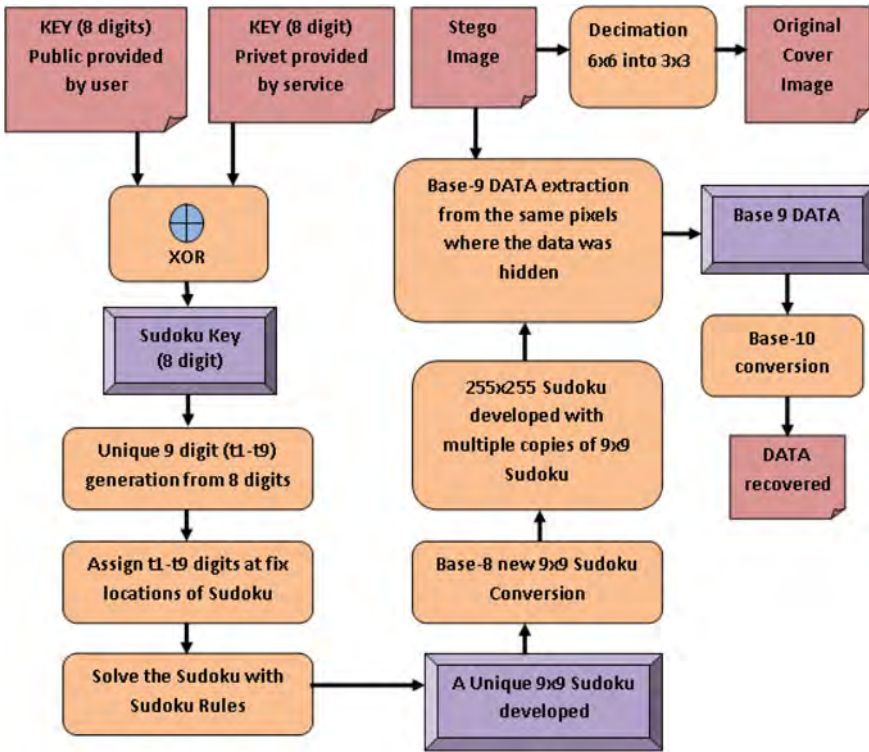 KEY (8 digits)
Public provided
by user
KEY (8 digit)
Privet provided
by service
Stego
Image
Decimation
6x6 into 3x3
Original
Cover
Image
XOR
Sudoku Key
(8 digit)
Unique 9 digit (t1-t9)
generation from 8 digits
Assign t1-t9 digits at fix
locations of Sudoku
Solve the Sudoku with
Sudoku Rules
A Unique 9x9 Sudoku
developed
Base-8 new 9x9 Sudoku
Conversion
255x255 Sudoku
developed with
multiple copies of 9x9
Sudoku
Base-9 DATA extraction
from the same pixels
where the data was
hidden
Base 9 DATA
Base-10
conversion
DATA
recovered